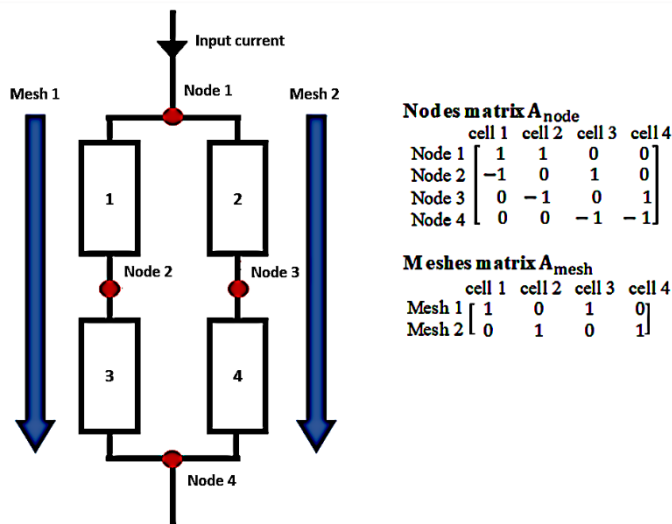 Input current
Mesh 1
Node 1
Mesh 2
1
2
Node 2
Node 3
3
4
Node 4
Nodes matrix A_node
cell 1 cell 2 cell 3 cell 4
Node 1 [ 1 1 0 0 ]
Node 2 [ −1 0 1 0 ]
Node 3 [ 0 −1 0 1 ]
Node 4 [ 0 0 −1 −1 ]
Meshes matrix A_mesh
cell 1 cell 2 cell 3 cell 4
Mesh 1 [ 1 0 1 0 ]
Mesh 2 [ 0 1 0 1 ]